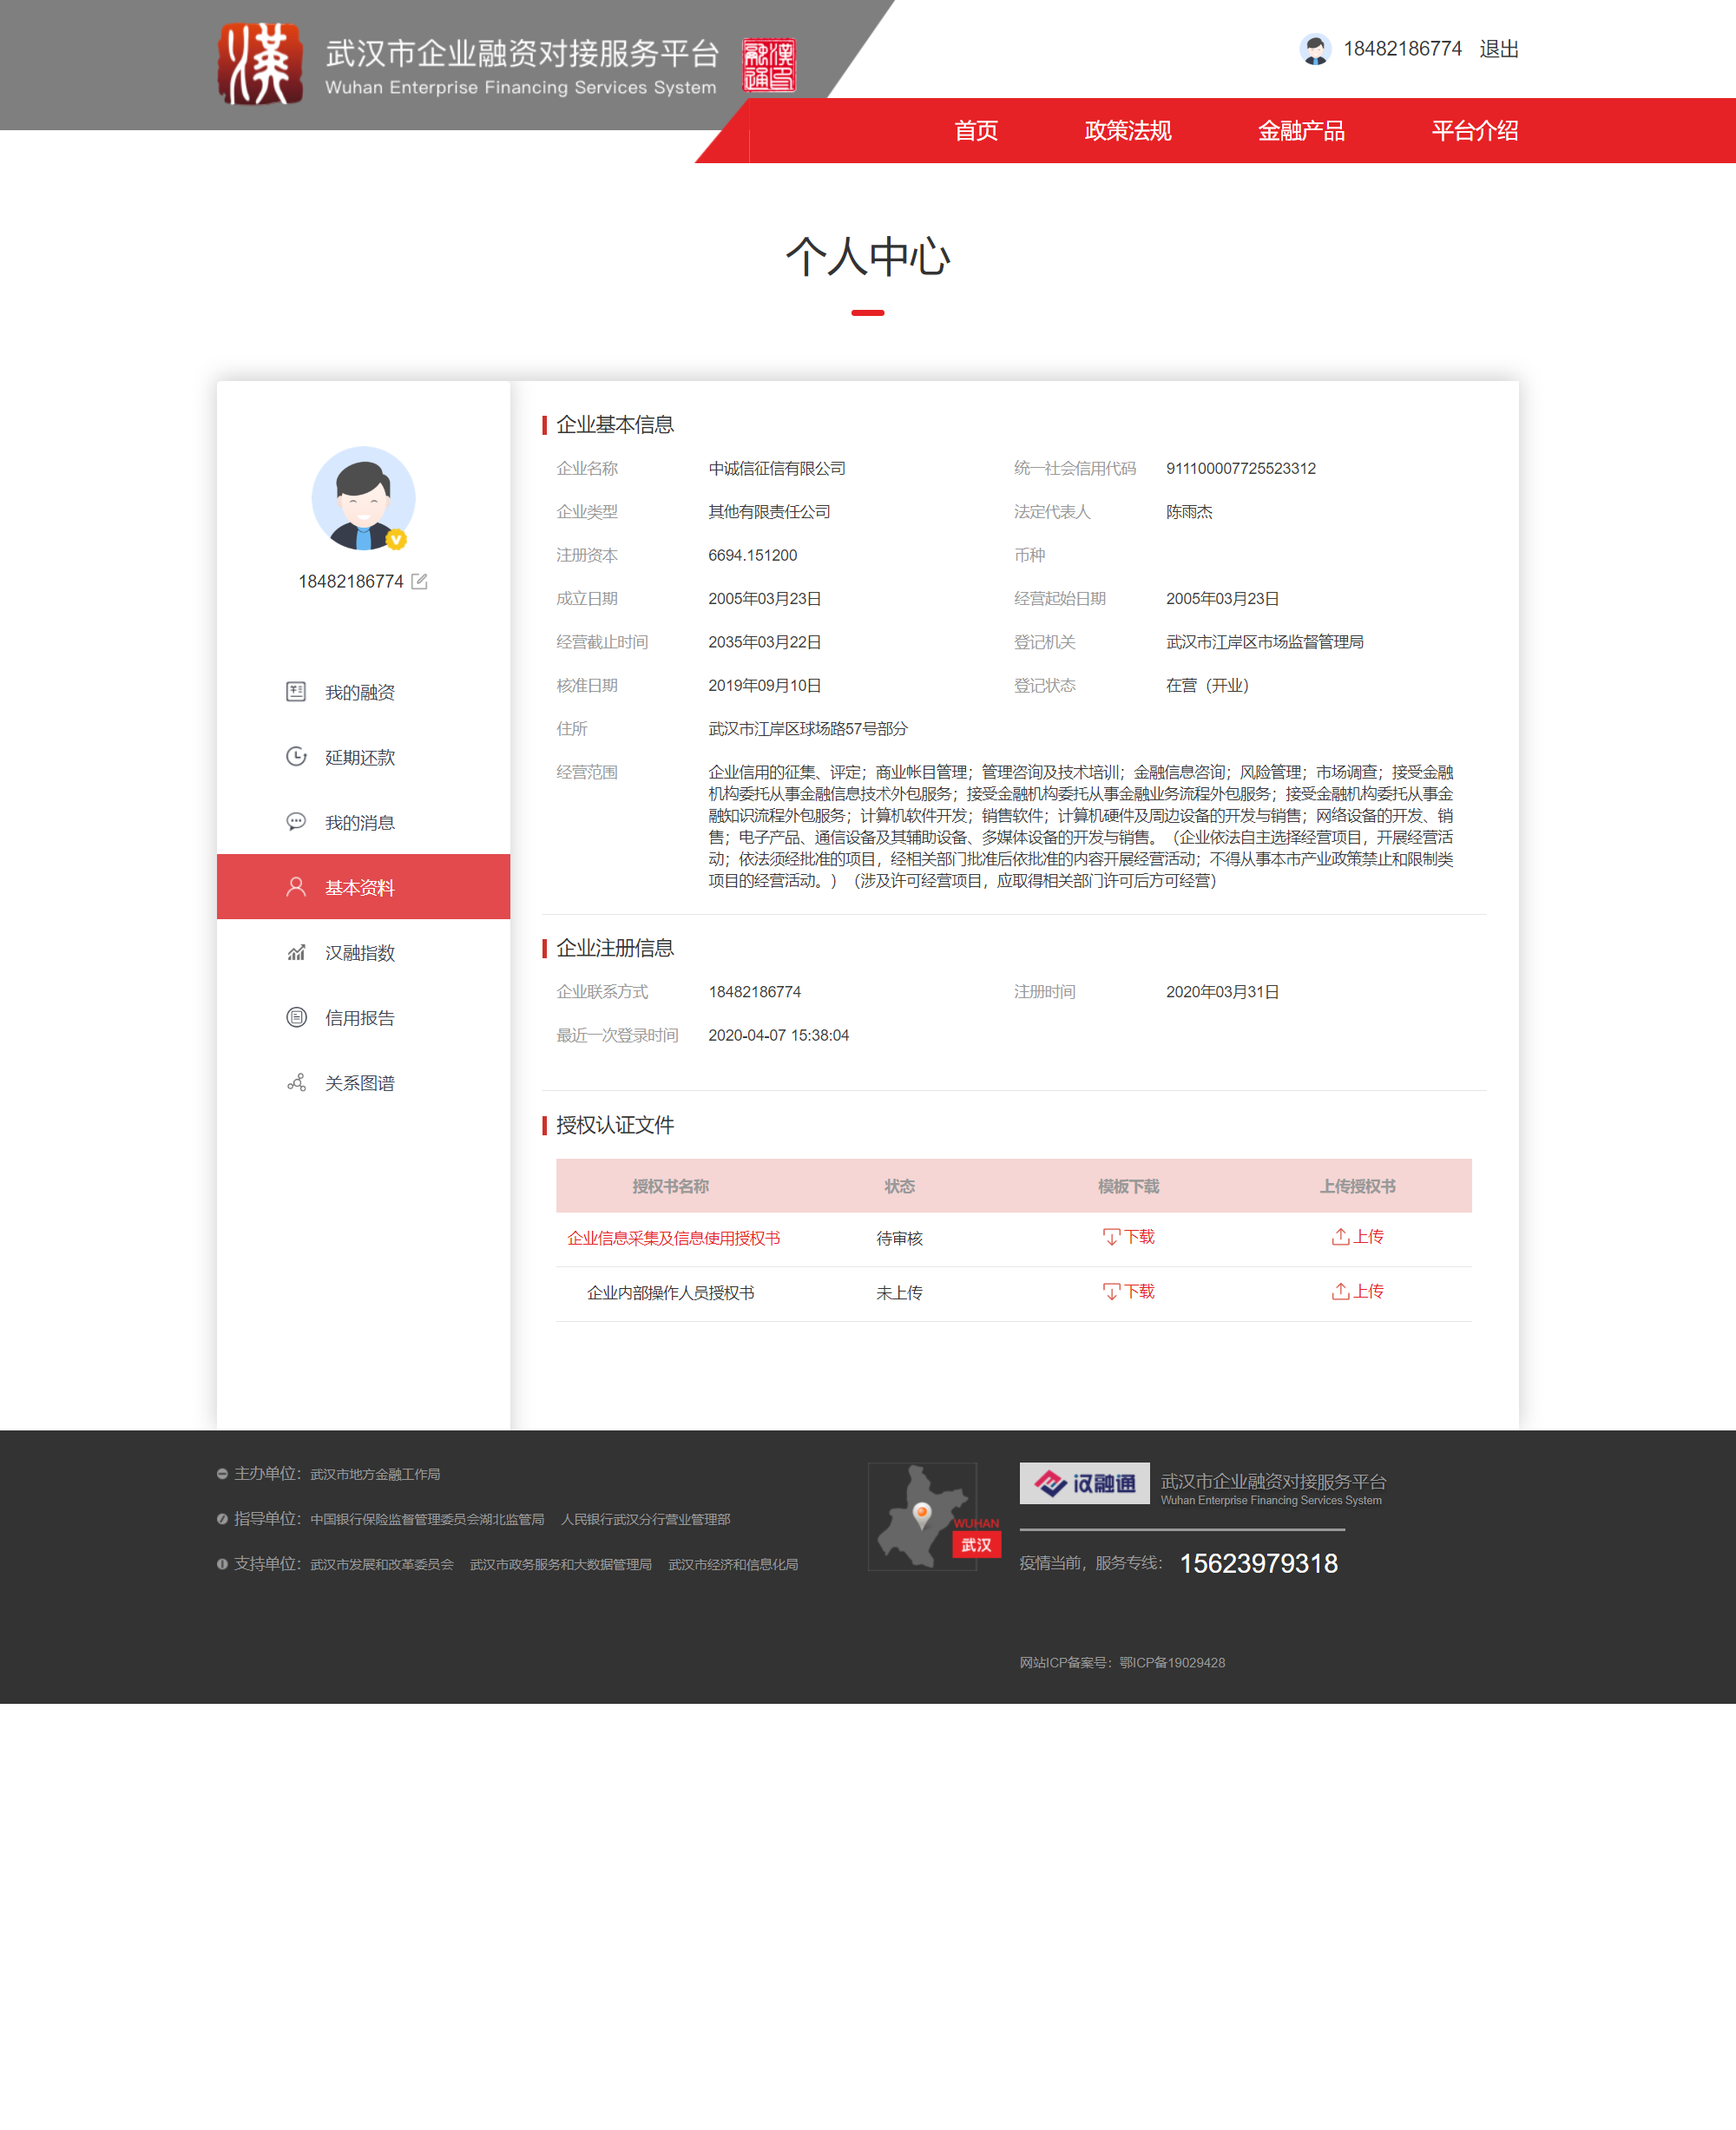 漢
武汉市企业融资对接服务平台
Wuhan Enterprise Financing Services System
漢融通
18482186774 退出
首页 政策法规 金融产品 平台介绍
个人中心
18482186774
我的融资
延期还款
我的消息
基本资料
汉融指数
信用报告
关系图谱
企业基本信息
企业名称 中诚信征信有限公司 统一社会信用代码 911100007725523312
企业类型 其他有限责任公司 法定代表人 陈雨杰
注册资本 6694.151200 币种
成立日期 2005年03月23日 经营起始日期 2005年03月23日
经营截止时间 2035年03月22日 登记机关 武汉市江岸区市场监督管理局
核准日期 2019年09月10日 登记状态 在营（开业）
住所 武汉市江岸区球场路57号部分
经营范围 企业信用的征集、评定；商业帐目管理；管理咨询及技术培训；金融信息咨询；风险管理；市场调查；接受金融
机构委托从事金融信息技术外包服务；接受金融机构委托从事金融业务流程外包服务；接受金融机构委托从事金
融知识流程外包服务；计算机软件开发；销售软件；计算机硬件及周边设备的开发与销售；网络设备的开发、销
售；电子产品、通信设备及其辅助设备、多媒体设备的开发与销售。（企业依法自主选择经营项目，开展经营活
动；依法须经批准的项目，经相关部门批准后依批准的内容开展经营活动；不得从事本市产业政策禁止和限制类
项目的经营活动。）（涉及许可经营项目，应取得相关部门许可后方可经营）
企业注册信息
企业联系方式 18482186774 注册时间 2020年03月31日
最近一次登录时间 2020-04-07 15:38:04
授权认证文件
授权书名称 状态 模板下载 上传授权书
企业信息采集及信息使用授权书 待审核 下载 上传
企业内部操作人员授权书 未上传 下载 上传
主办单位：武汉市地方金融工作局
指导单位：中国银行保险监督管理委员会湖北监管局 人民银行武汉分行营业管理部
支持单位：武汉市发展和改革委员会 武汉市政务服务和大数据管理局 武汉市经济和信息化局
WUHAN
武汉
汉融通 武汉市企业融资对接服务平台
Wuhan Enterprise Financing Services System
疫情当前，服务专线： 15623979318
网站ICP备案号：鄂ICP备19029428